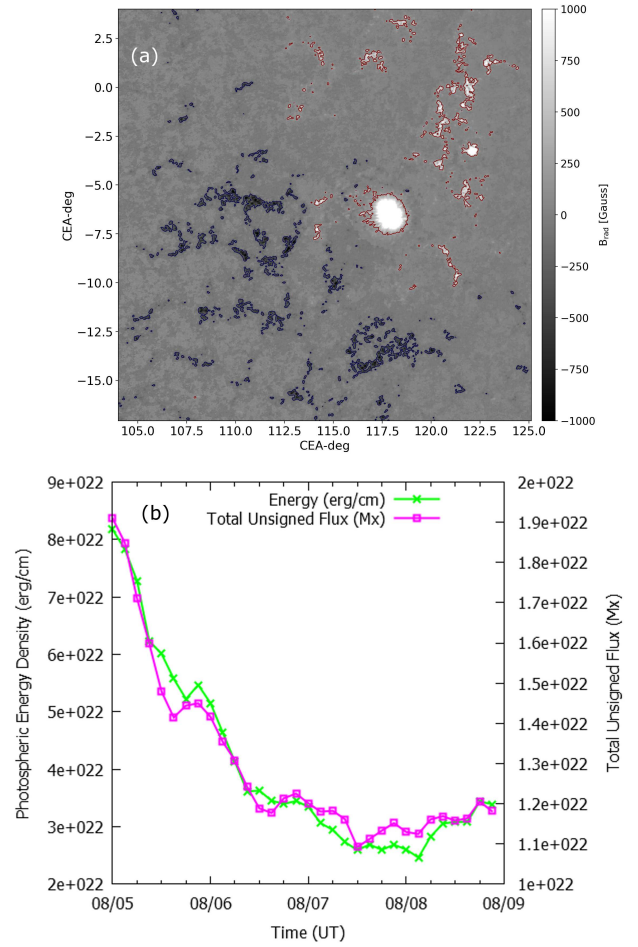 (a)
2.5
0.0
−2.5
−5.0
−7.5
−10.0
−12.5
−15.0
CEA-deg
105.0 107.5 110.0 112.5 115.0 117.5 120.0 122.5 125.0
CEA-deg
1000
750
500
250
0
−250
−500
−750
−1000
B_rad [Gauss]
(b)
Energy (erg/cm)
Total Unsigned Flux (Mx)
9e+022
8e+022
7e+022
6e+022
5e+022
4e+022
3e+022
2e+022
Photospheric Energy Density (erg/cm)
2e+022
1.9e+022
1.8e+022
1.7e+022
1.6e+022
1.5e+022
1.4e+022
1.3e+022
1.2e+022
1.1e+022
1e+022
Total Unsigned Flux (Mx)
08/05 08/06 08/07 08/08 08/09
Time (UT)